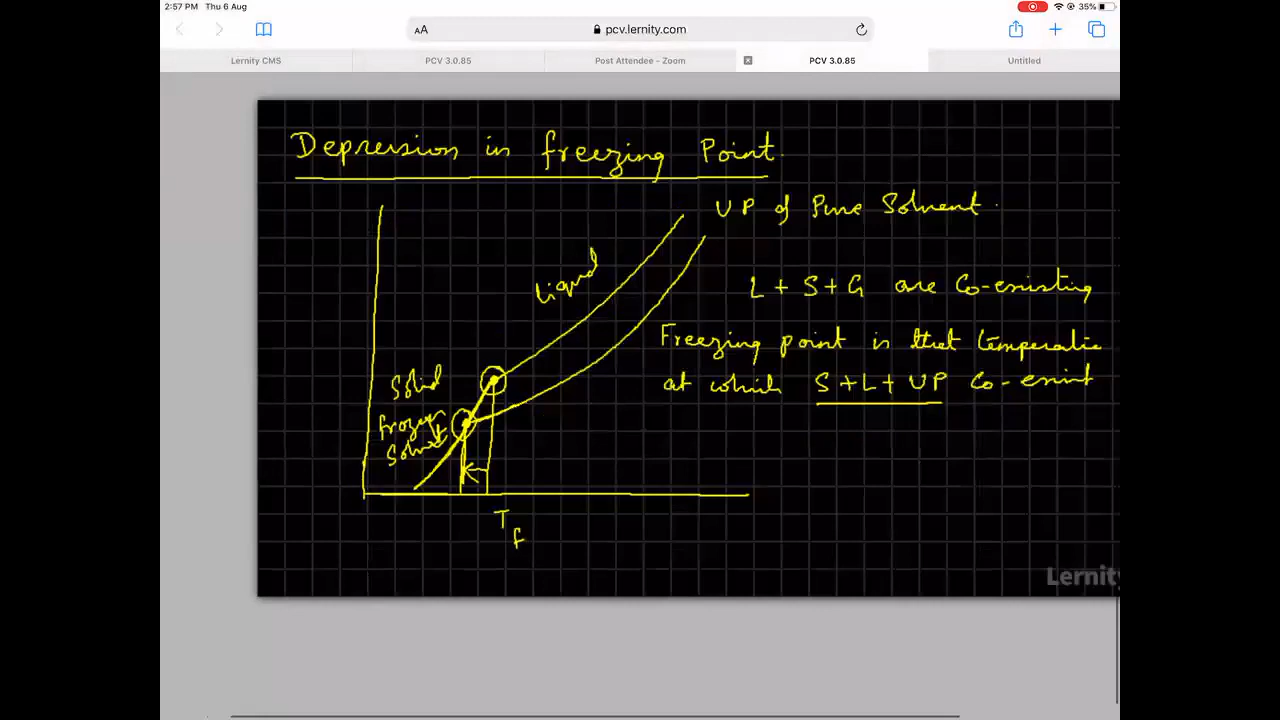 2:57 PM Thu 6 Aug
35%
AA
pcv.lernity.com
Lernity CMS
PCV 3.0.85
Post Attendee - Zoom
PCV 3.0.85
Untitled
Depression in freezing Point.
VP of Pure Solvent.
Liquid
L + S + G are Co-existing
Freezing point is that temperatu
at which S + L + VP Co-exist
Solid
frozen
Solvent
Tf
Lernity